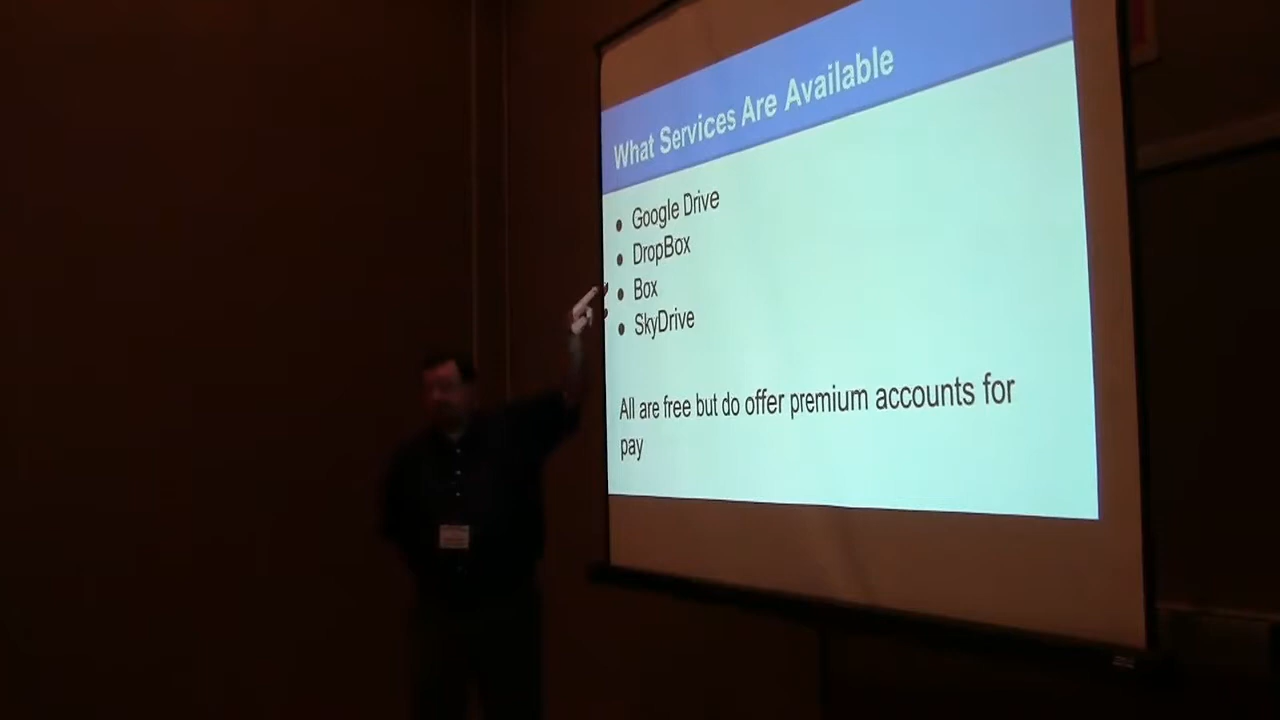 What Services Are Available
• Google Drive
• DropBox
• Box
• SkyDrive
All are free but do offer premium accounts for
pay